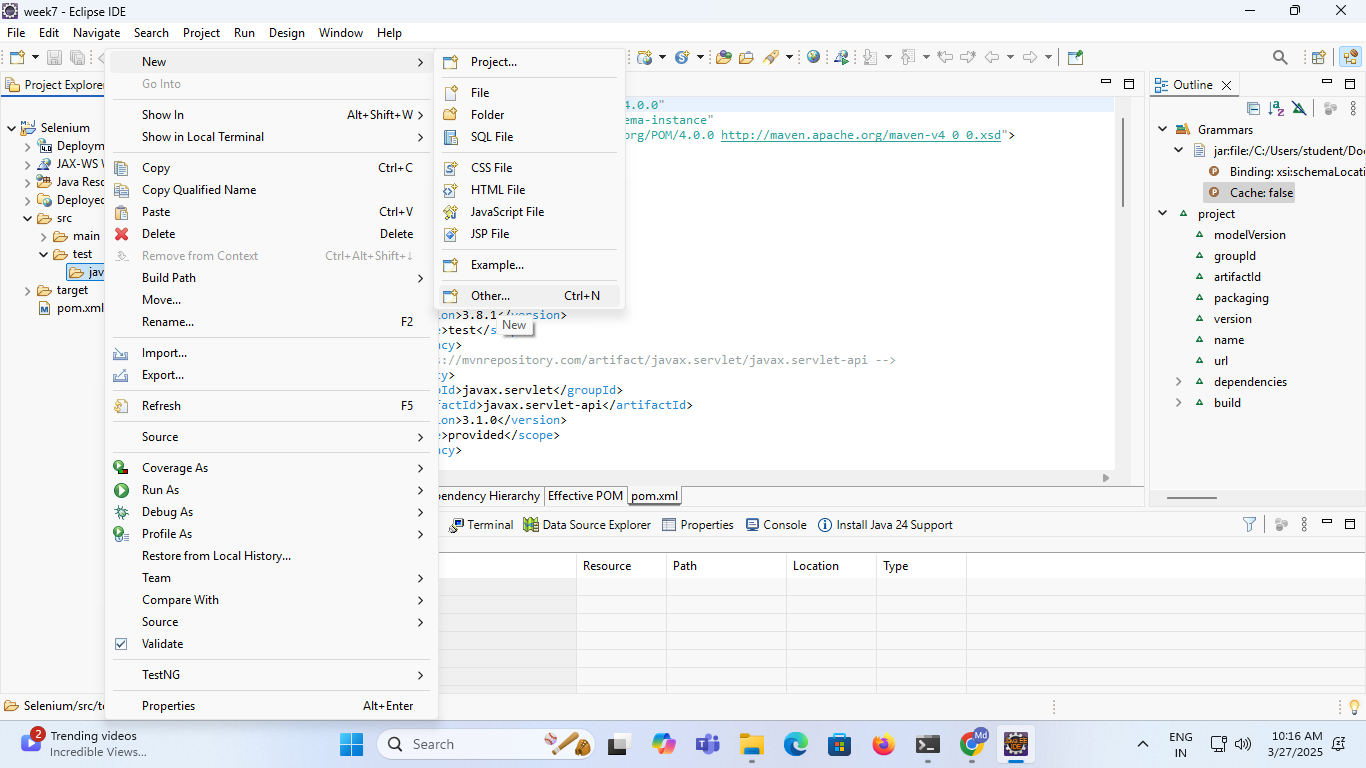 week7 - Eclipse IDE
File Edit Navigate Search Project Run Design Window Help
Project Explorer
Selenium
Deploym
JAX-WS W
Java Reso
Deployed
src
main
test
jav
target
pom.xml
New
Go Into
Show In Alt+Shift+W
Show in Local Terminal
Copy Ctrl+C
Copy Qualified Name
Paste Ctrl+V
Delete Delete
Remove from Context Ctrl+Alt+Shift+↓
Build Path
Move...
Rename... F2
Import...
Export...
Refresh F5
Source
Coverage As
Run As
Debug As
Profile As
Restore from Local History...
Team
Compare With
Source
Validate
TestNG
Properties Alt+Enter
Project...
File
Folder
SQL File
CSS File
HTML File
JavaScript File
JSP File
Example...
Other... Ctrl+N
New
4.0.0"
ema-instance"
org/POM/4.0.0 http://maven.apache.org/maven-v4_0_0.xsd">
on>3.8.1</version>
>test</s
cy>
://mvnrepository.com/artifact/javax.servlet/javax.servlet-api -->
y>
Id>javax.servlet</groupId>
factId>javax.servlet-api</artifactId>
on>3.1.0</version>
>provided</scope>
cy>
pendency Hierarchy Effective POM pom.xml
Terminal Data Source Explorer Properties Console Install Java 24 Support
Resource Path Location Type
Outline
Grammars
jar:file:/C:/Users/student/Do
Binding: xsi:schemaLocati
Cache: false
project
modelVersion
groupId
artifactId
packaging
version
name
url
dependencies
build
Selenium/src/te
2
Trending videos
Incredible Views...
Search
Md
ENG
IN
10:16 AM
3/27/2025